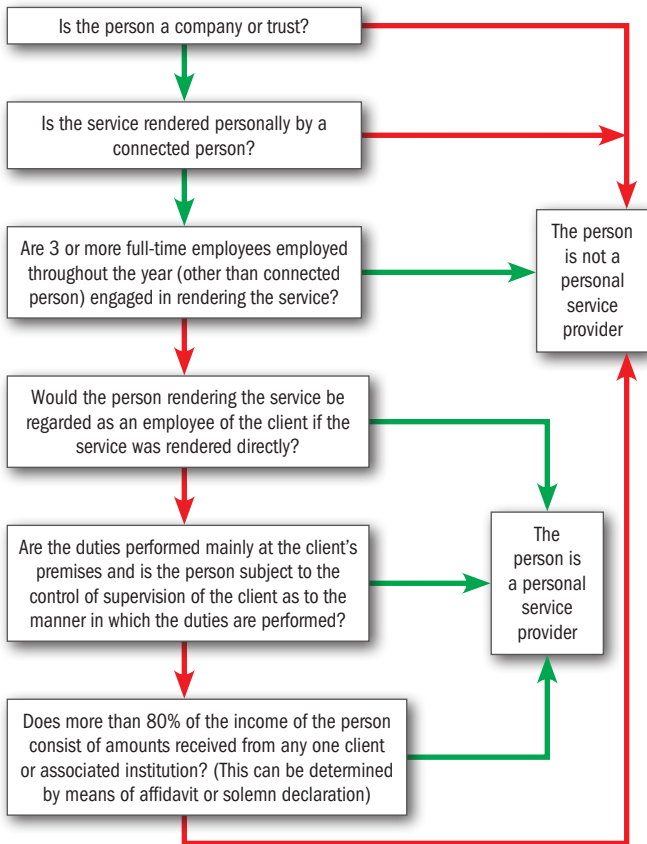 Is the person a company or trust?
Is the service rendered personally by a
connected person?
Are 3 or more full-time employees employed
throughout the year (other than connected
person) engaged in rendering the service?
The person
is not a
personal
service
provider
Would the person rendering the service be
regarded as an employee of the client if the
service was rendered directly?
Are the duties performed mainly at the client's
premises and is the person subject to the
control of supervision of the client as to the
manner in which the duties are performed?
The
person is
a personal
service
provider
Does more than 80% of the income of the person
consist of amounts received from any one client
or associated institution? (This can be determined
by means of affidavit or solemn declaration)